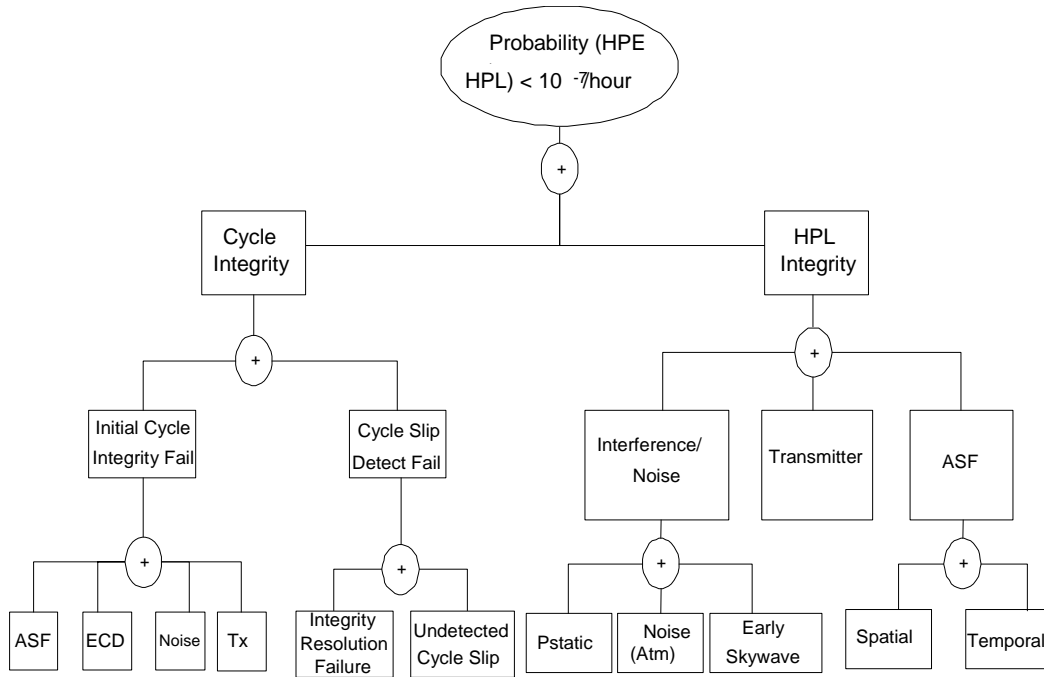 Probability (HPE
HPL) < 10 -7/hour
+
Cycle
Integrity
HPL
Integrity
+
+
Initial Cycle
Integrity Fail
Cycle Slip
Detect Fail
Interference/
Noise
Transmitter
ASF
+
+
+
+
ASF
ECD
Noise
Tx
Integrity
Resolution
Failure
Undetected
Cycle Slip
Pstatic
Noise
(Atm)
Early
Skywave
Spatial
Temporal